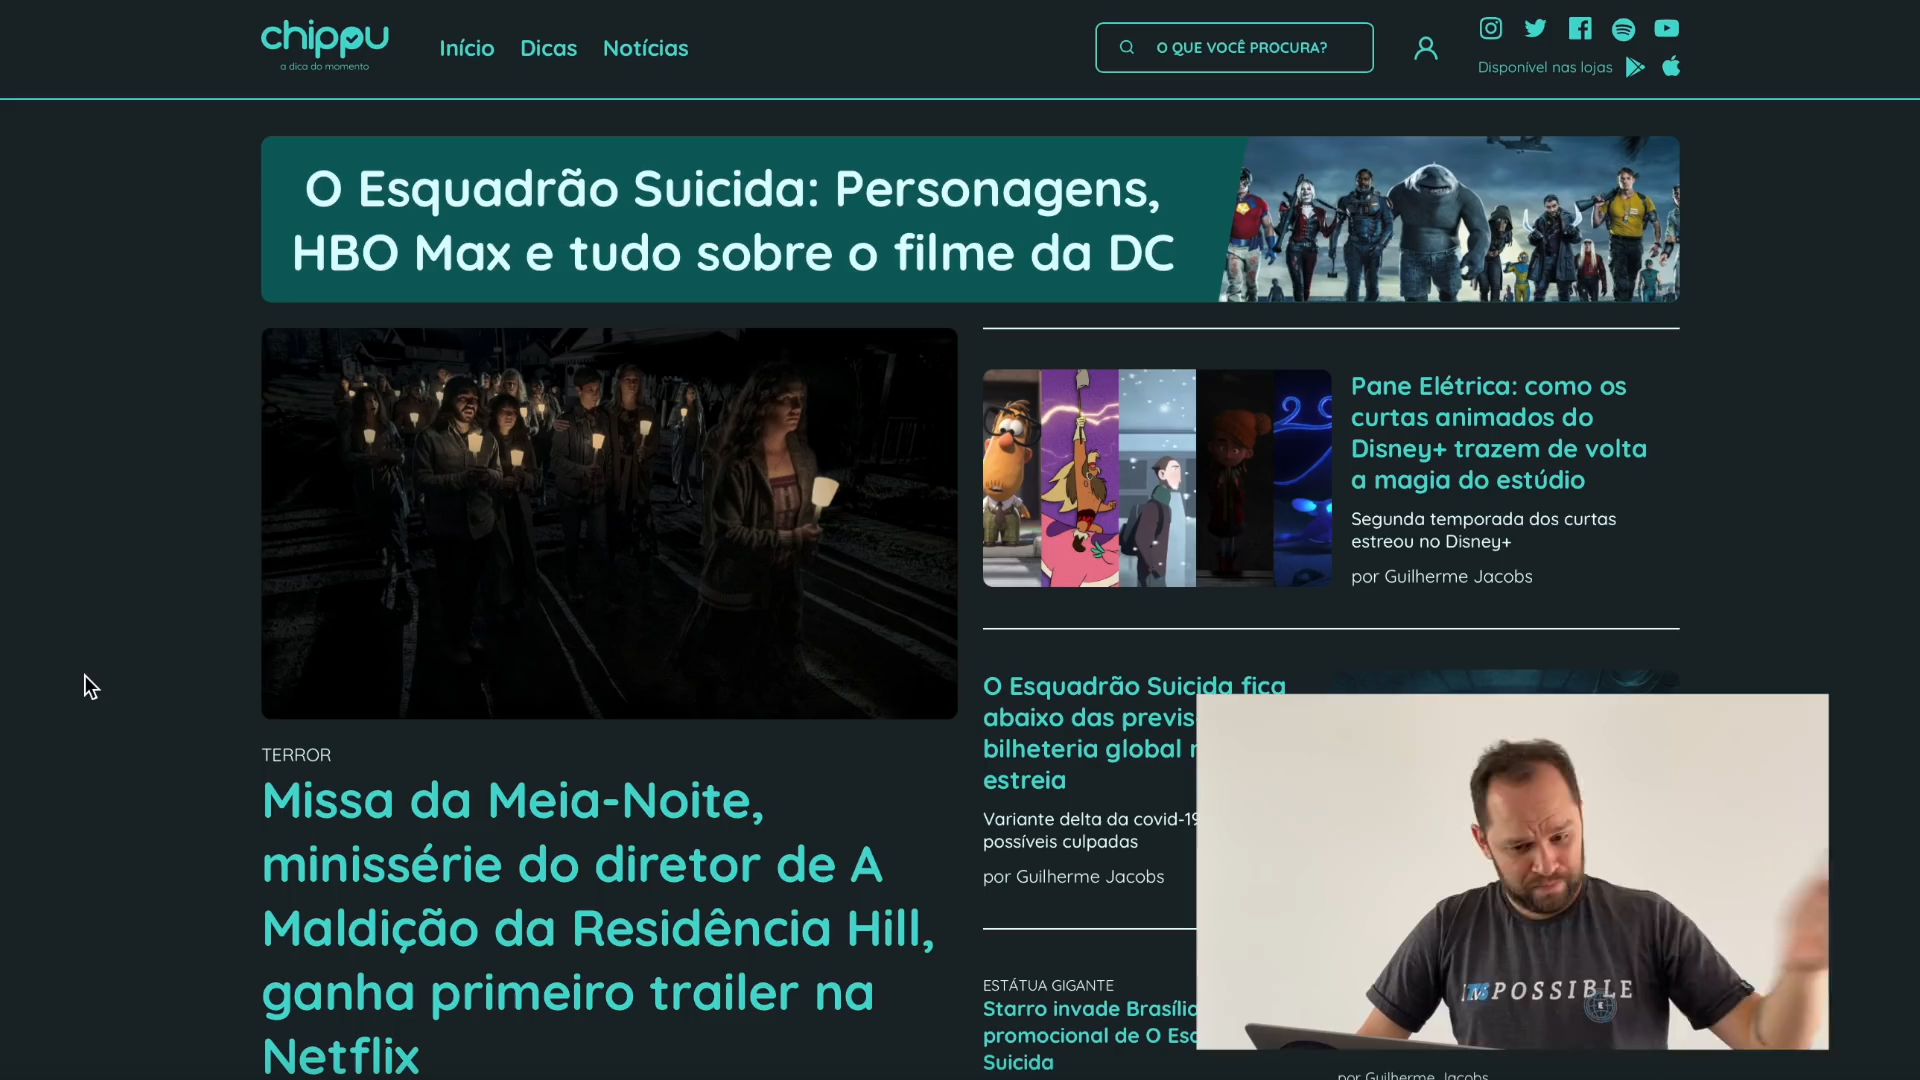 chippu
a dica do momento
Início
Dicas
Notícias
O QUE VOCÊ PROCURA?
Disponível nas lojas
O Esquadrão Suicida: Personagens,
HBO Max e tudo sobre o filme da DC
TERROR
Missa da Meia-Noite,
minissérie do diretor de A
Maldição da Residência Hill,
ganha primeiro trailer na
Netflix
Pane Elétrica: como os
curtas animados do
Disney+ trazem de volta
a magia do estúdio
Segunda temporada dos curtas
estreou no Disney+
por Guilherme Jacobs
O Esquadrão Suicida fica
abaixo das
bilheteria global
estreia
Variante delta da covid-19
possíveis culpadas
por Guilherme Jacobs
ESTÁTUA GIGANTE
Starro invade Brasília
promocional de O
Suicida
por Guilherme Jacobs
POSSIBLE